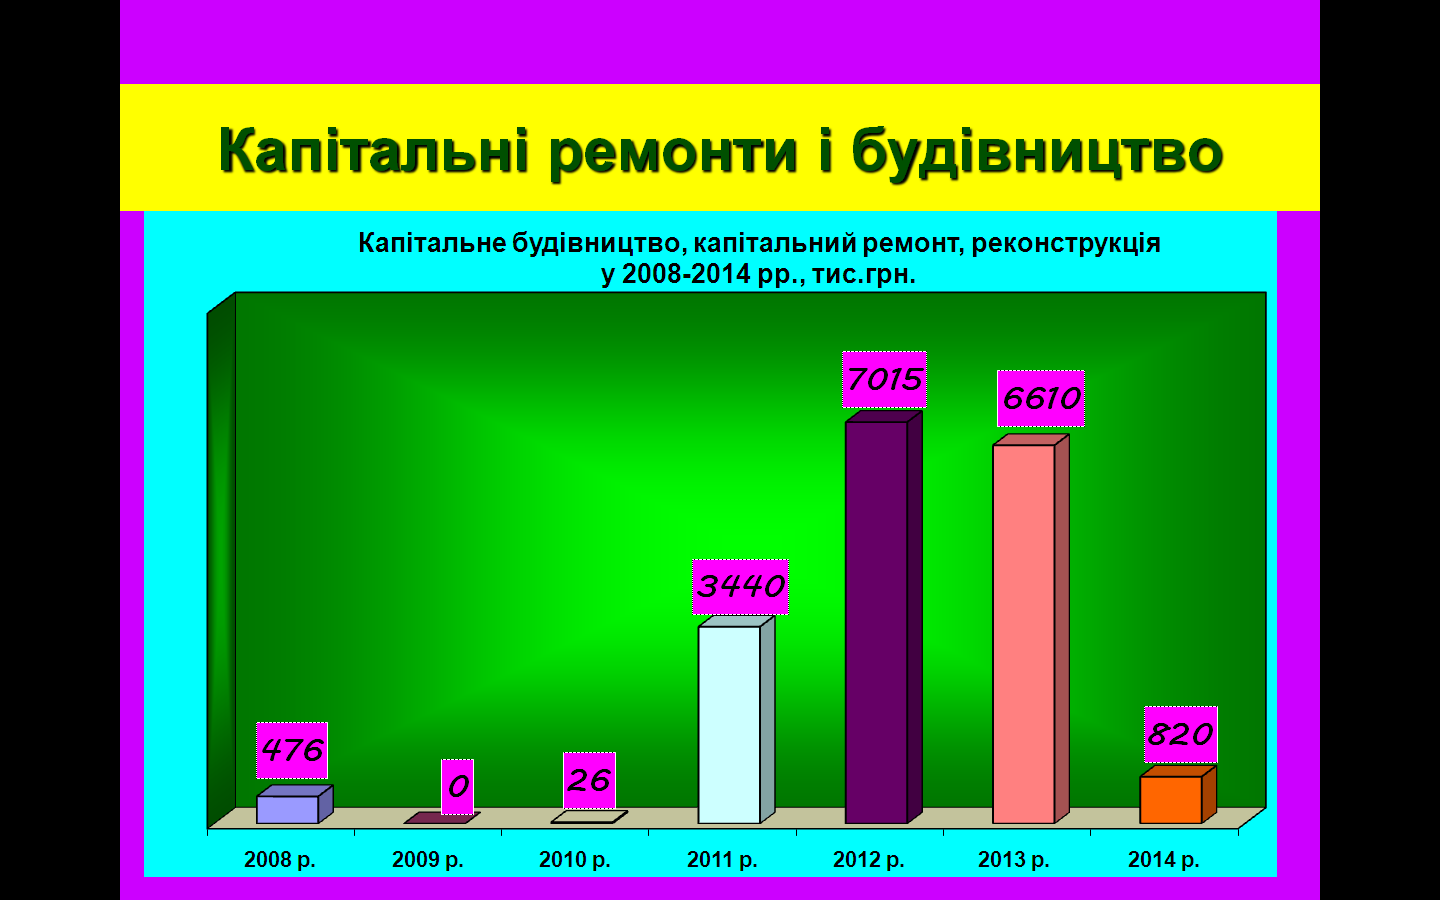 Капітальні ремонти і будівництво
Капітальне будівництво, капітальний ремонт, реконструкція
у 2008-2014 рр., тис.грн.
7015
6610
3440
820
476
0
26
2008 р.
2009 р.
2010 р.
2011 р.
2012 р.
2013 р.
2014 р.